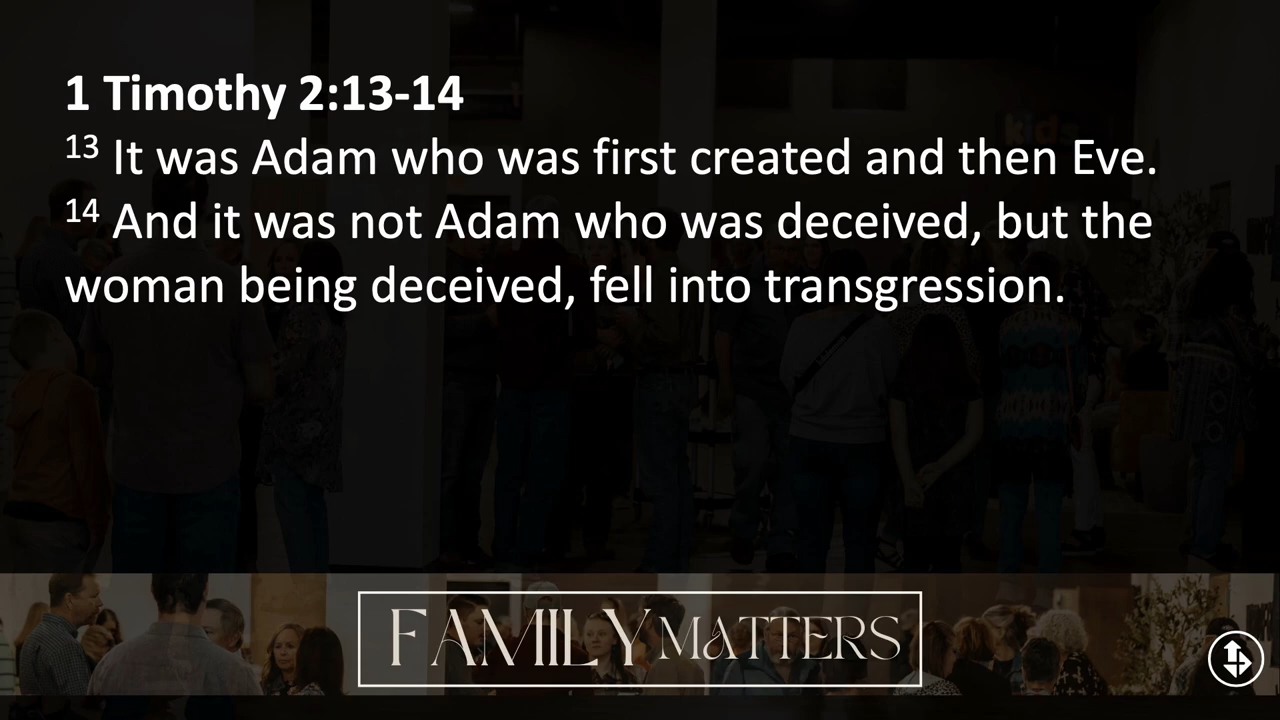 1 Timothy 2:13-14
13 It was Adam who was first created and then Eve.
14 And it was not Adam who was deceived, but the
woman being deceived, fell into transgression.
FAMILY MATTERS